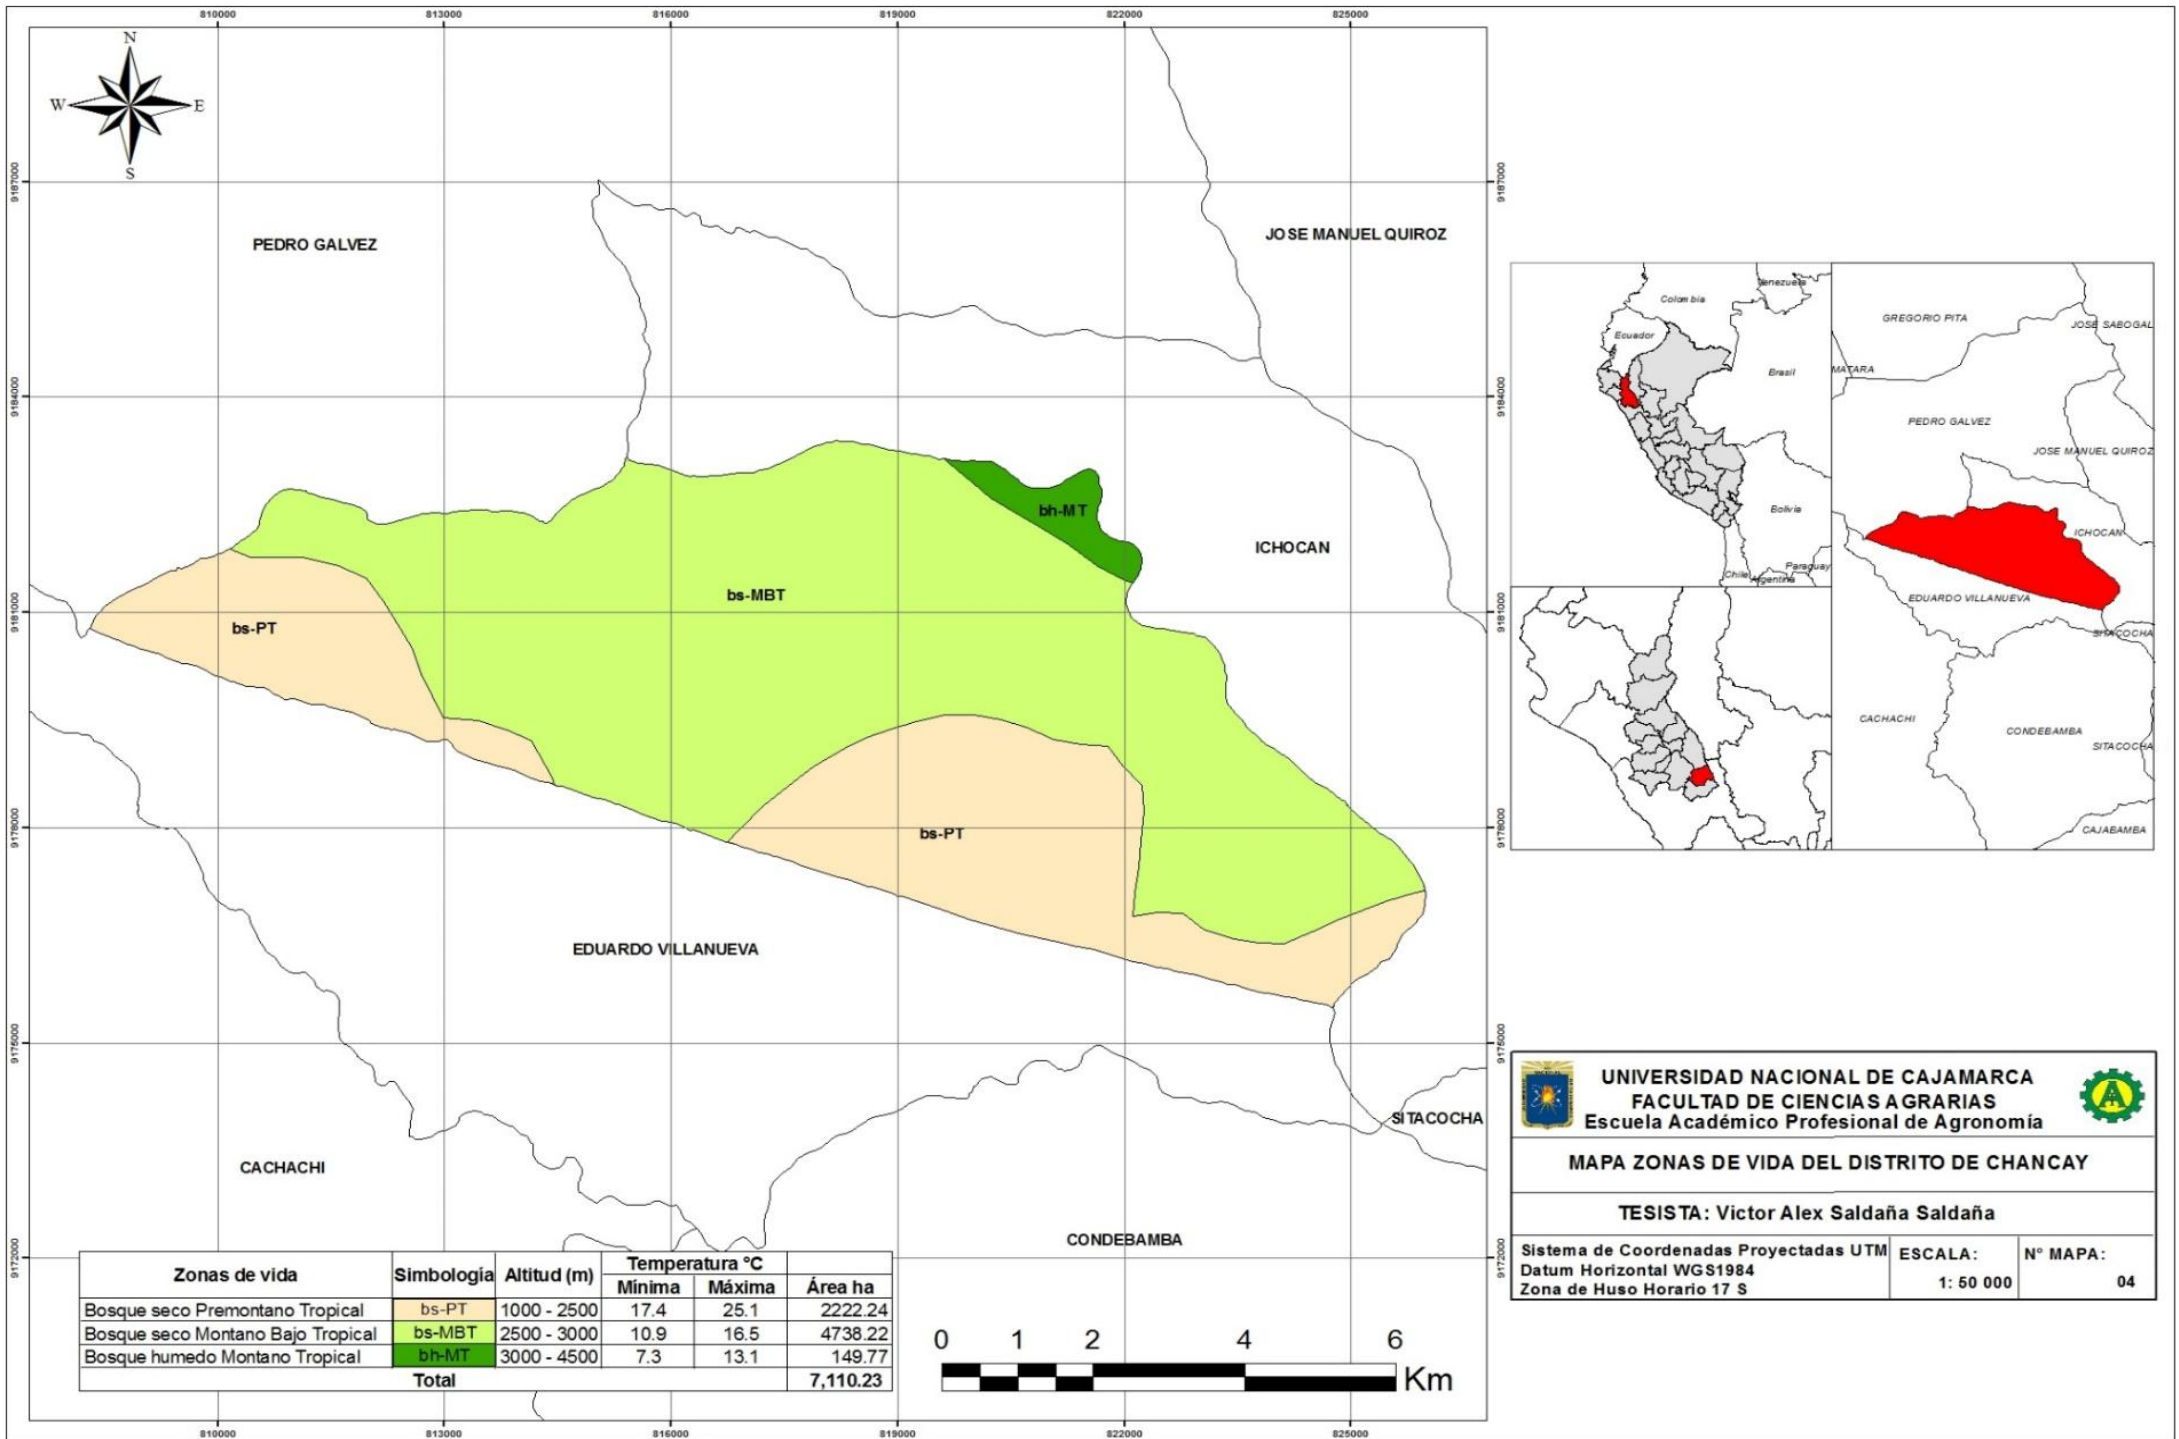 810000 813000 816000 819000 822000 825000
N
W E
S
9187000 9187000
PEDRO GALVEZ
JOSE MANUEL QUIROZ
9184000 9184000
bh-MT
ICHOCAN
bs-MBT
9181000 9181000
bs-PT
9178000 9178000
bs-PT
EDUARDO VILLANUEVA
9175000 9175000
SITACOCHA
CACHACHI
CONDEBAMBA
9172000 9172000
Zonas de vida Simbología Altitud (m) Temperatura °C Área ha
Mínima Máxima
Bosque seco Premontano Tropical bs-PT 1000 - 2500 17.4 25.1 2222.24
Bosque seco Montano Bajo Tropical bs-MBT 2500 - 3000 10.9 16.5 4738.22
Bosque humedo Montano Tropical bh-MT 3000 - 4500 7.3 13.1 149.77
Total 7,110.23
0 1 2 4 6
Km
810000 813000 816000 819000 822000 825000
Venezuela
Colombia
Ecuador
Brasil
Bolivia
Paraguay
Chile Argentina
GREGORIO PITA
JOSE SABOGAL
MATARA
PEDRO GALVEZ
JOSE MANUEL QUIROZ
ICHOCAN
EDUARDO VILLANUEVA
SITACOCHA
CACHACHI
CONDEBAMBA
SITACOCHA
CAJABAMBA
UNIVERSIDAD NACIONAL DE CAJAMARCA
FACULTAD DE CIENCIAS AGRARIAS
Escuela Académico Profesional de Agronomía
A
MAPA ZONAS DE VIDA DEL DISTRITO DE CHANCAY
TESISTA: Victor Alex Saldaña Saldaña
Sistema de Coordenadas Proyectadas UTM
Datum Horizontal WGS1984
Zona de Huso Horario 17 S
ESCALA:
1: 50 000
N° MAPA:
04